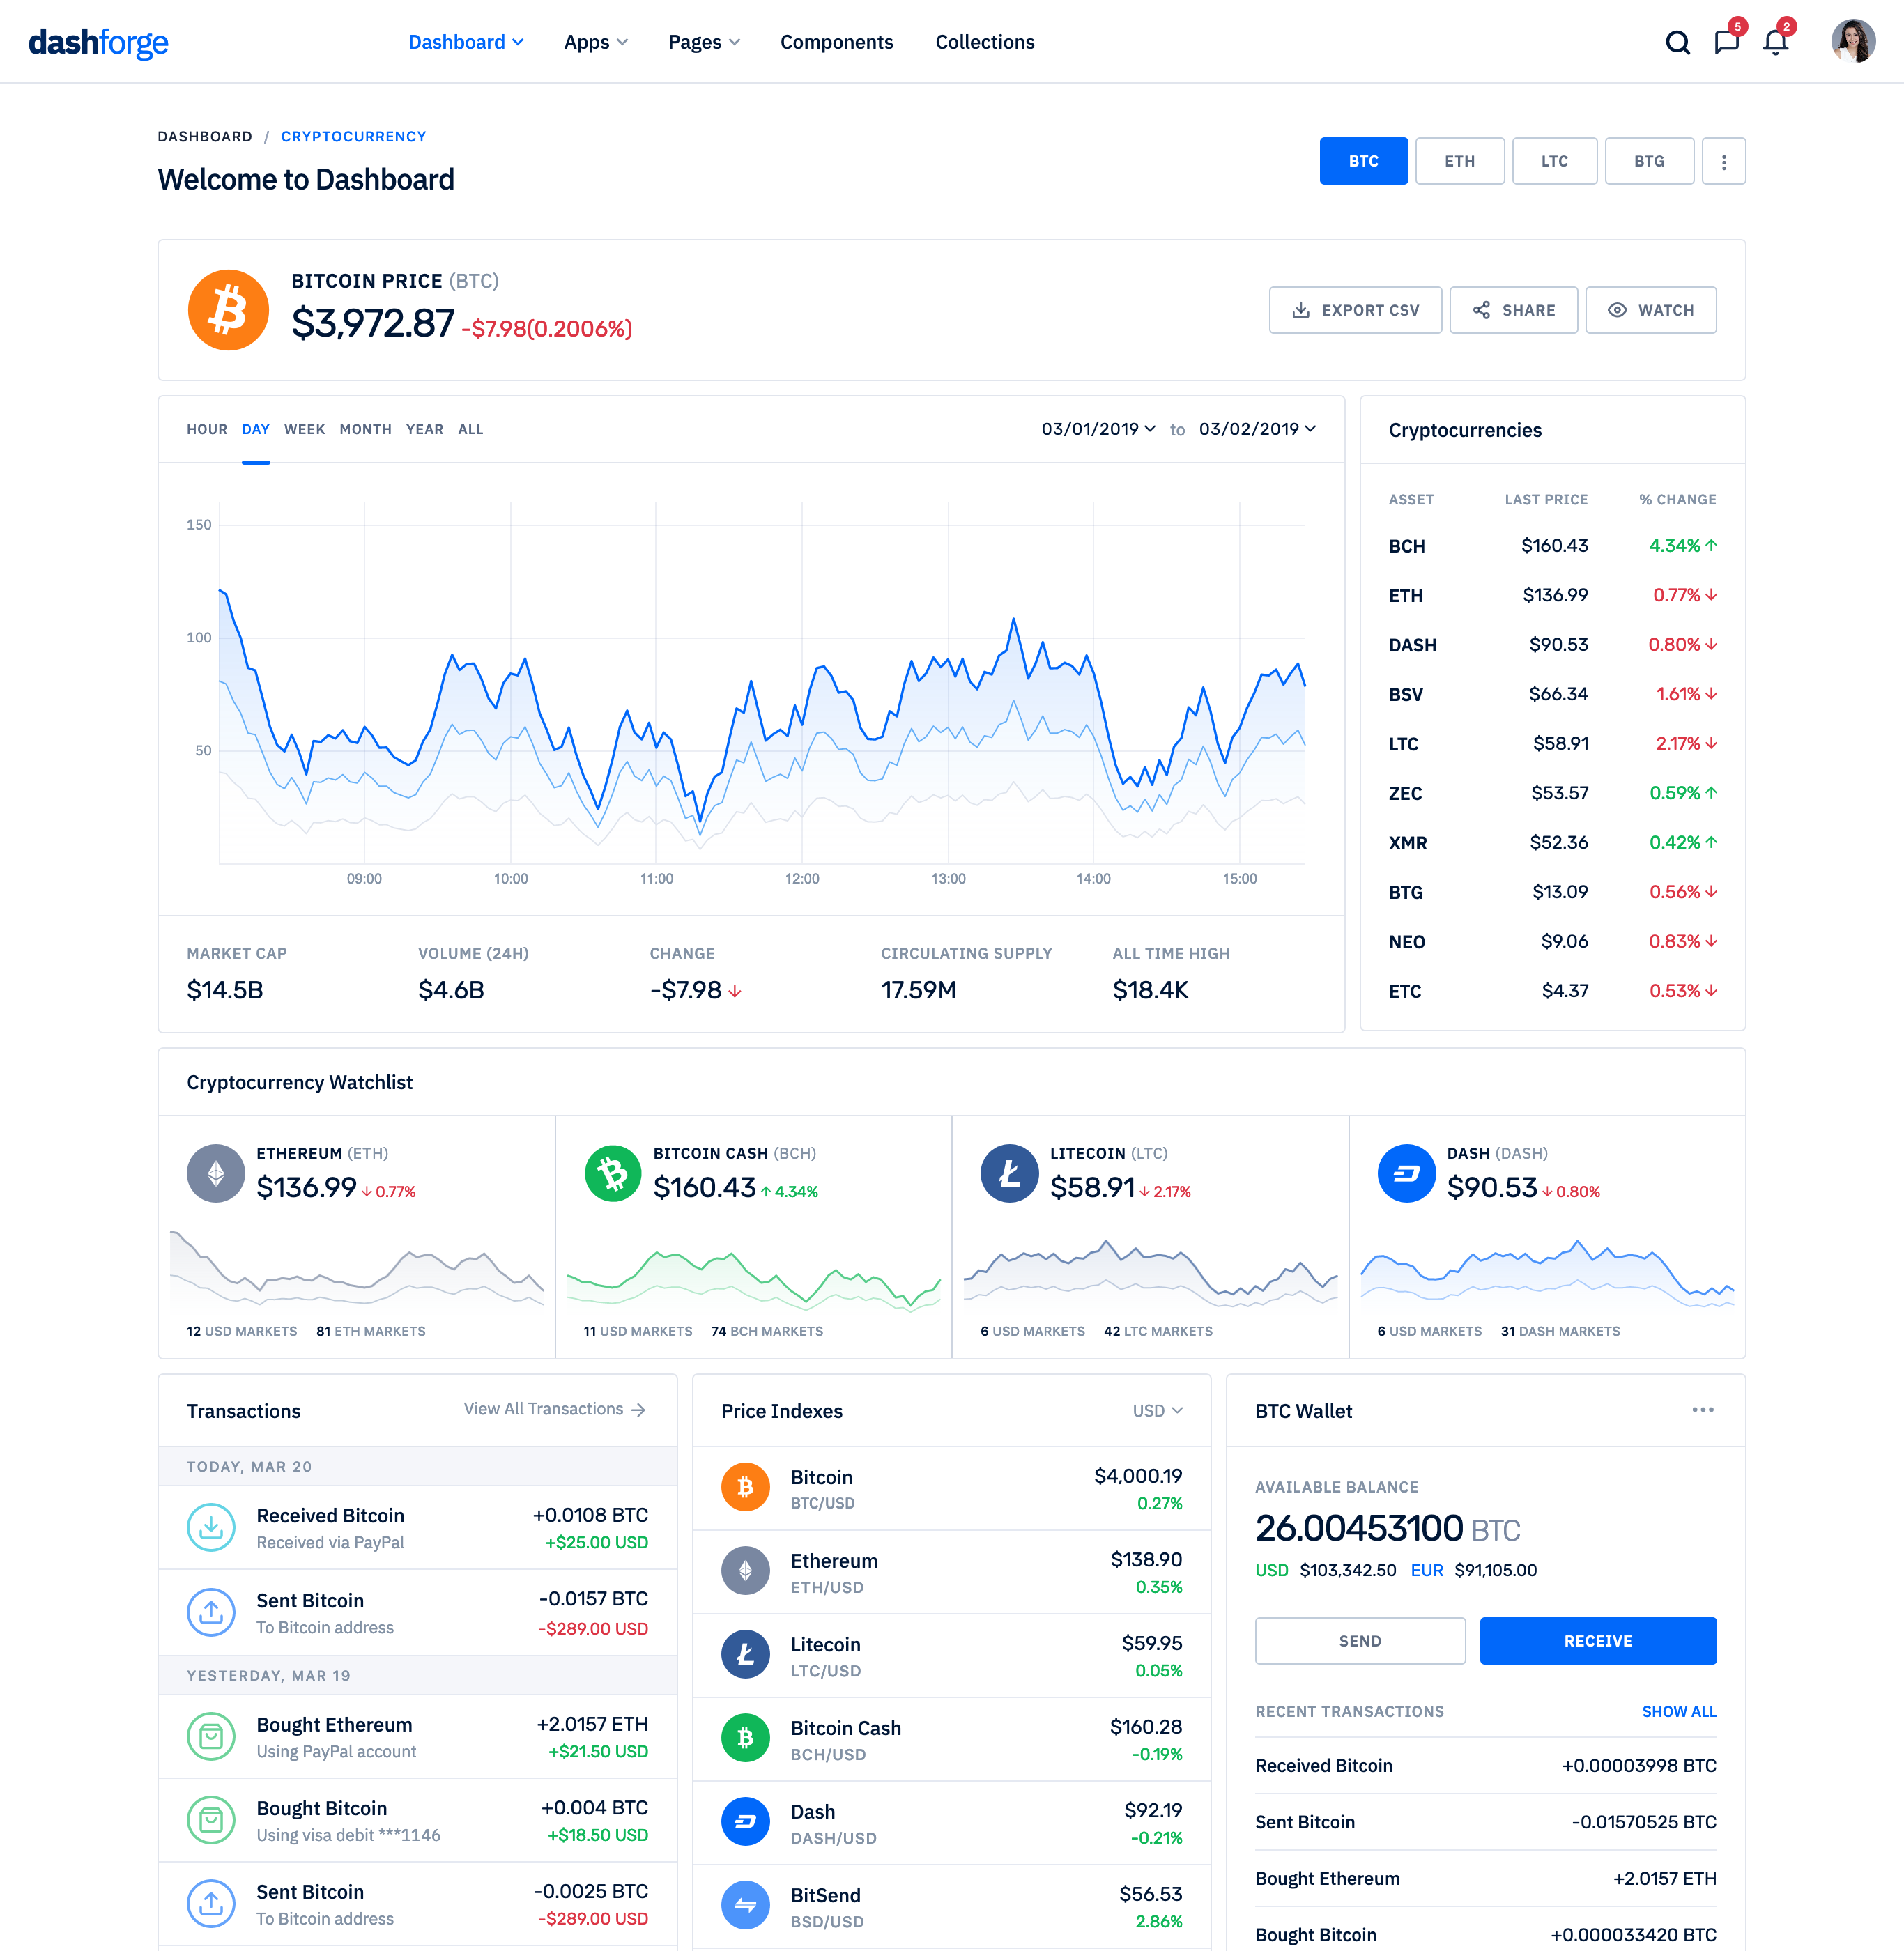 dashforge
Dashboard Apps Pages Components Collections
5 2
DASHBOARD / CRYPTOCURRENCY
Welcome to Dashboard
BTC ETH LTC BTG
BITCOIN PRICE (BTC)
$3,972.87 -$7.98(0.2006%)
EXPORT CSV SHARE WATCH
HOUR DAY WEEK MONTH YEAR ALL
03/01/2019 to 03/02/2019
150
100
50
09:00 10:00 11:00 12:00 13:00 14:00 15:00
MARKET CAP
$14.5B
VOLUME (24H)
$4.6B
CHANGE
-$7.98
CIRCULATING SUPPLY
17.59M
ALL TIME HIGH
$18.4K
Cryptocurrencies
ASSET LAST PRICE % CHANGE
BCH $160.43 4.34% ↑
ETH $136.99 0.77% ↓
DASH $90.53 0.80% ↓
BSV $66.34 1.61% ↓
LTC $58.91 2.17% ↓
ZEC $53.57 0.59% ↑
XMR $52.36 0.42% ↑
BTG $13.09 0.56% ↓
NEO $9.06 0.83% ↓
ETC $4.37 0.53% ↓
Cryptocurrency Watchlist
ETHEREUM (ETH)
$136.99 ↓ 0.77%
12 USD MARKETS 81 ETH MARKETS
BITCOIN CASH (BCH)
$160.43 ↑ 4.34%
11 USD MARKETS 74 BCH MARKETS
LITECOIN (LTC)
$58.91 ↓ 2.17%
6 USD MARKETS 42 LTC MARKETS
DASH (DASH)
$90.53 ↓ 0.80%
6 USD MARKETS 31 DASH MARKETS
Transactions View All Transactions
TODAY, MAR 20
Received Bitcoin +0.0108 BTC
Received via PayPal +$25.00 USD
Sent Bitcoin -0.0157 BTC
To Bitcoin address -$289.00 USD
YESTERDAY, MAR 19
Bought Ethereum +2.0157 ETH
Using PayPal account +$21.50 USD
Bought Bitcoin +0.004 BTC
Using visa debit ***1146 +$18.50 USD
Sent Bitcoin -0.0025 BTC
To Bitcoin address -$289.00 USD
Price Indexes USD
Bitcoin $4,000.19
BTC/USD 0.27%
Ethereum $138.90
ETH/USD 0.35%
Litecoin $59.95
LTC/USD 0.05%
Bitcoin Cash $160.28
BCH/USD -0.19%
Dash $92.19
DASH/USD -0.21%
BitSend $56.53
BSD/USD 2.86%
BTC Wallet
AVAILABLE BALANCE
26.00453100 BTC
USD $103,342.50 EUR $91,105.00
SEND RECEIVE
RECENT TRANSACTIONS SHOW ALL
Received Bitcoin +0.00003998 BTC
Sent Bitcoin -0.01570525 BTC
Bought Ethereum +2.0157 ETH
Bought Bitcoin +0.000033420 BTC